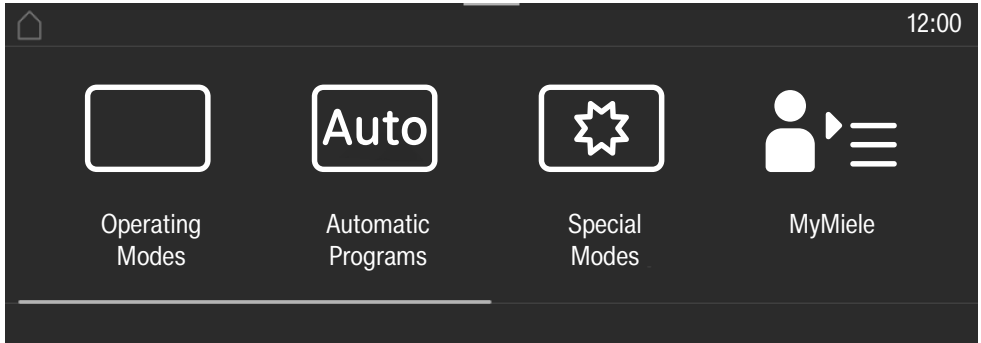 12:00
Auto
Operating
Modes
Automatic
Programs
Special
Modes
MyMiele